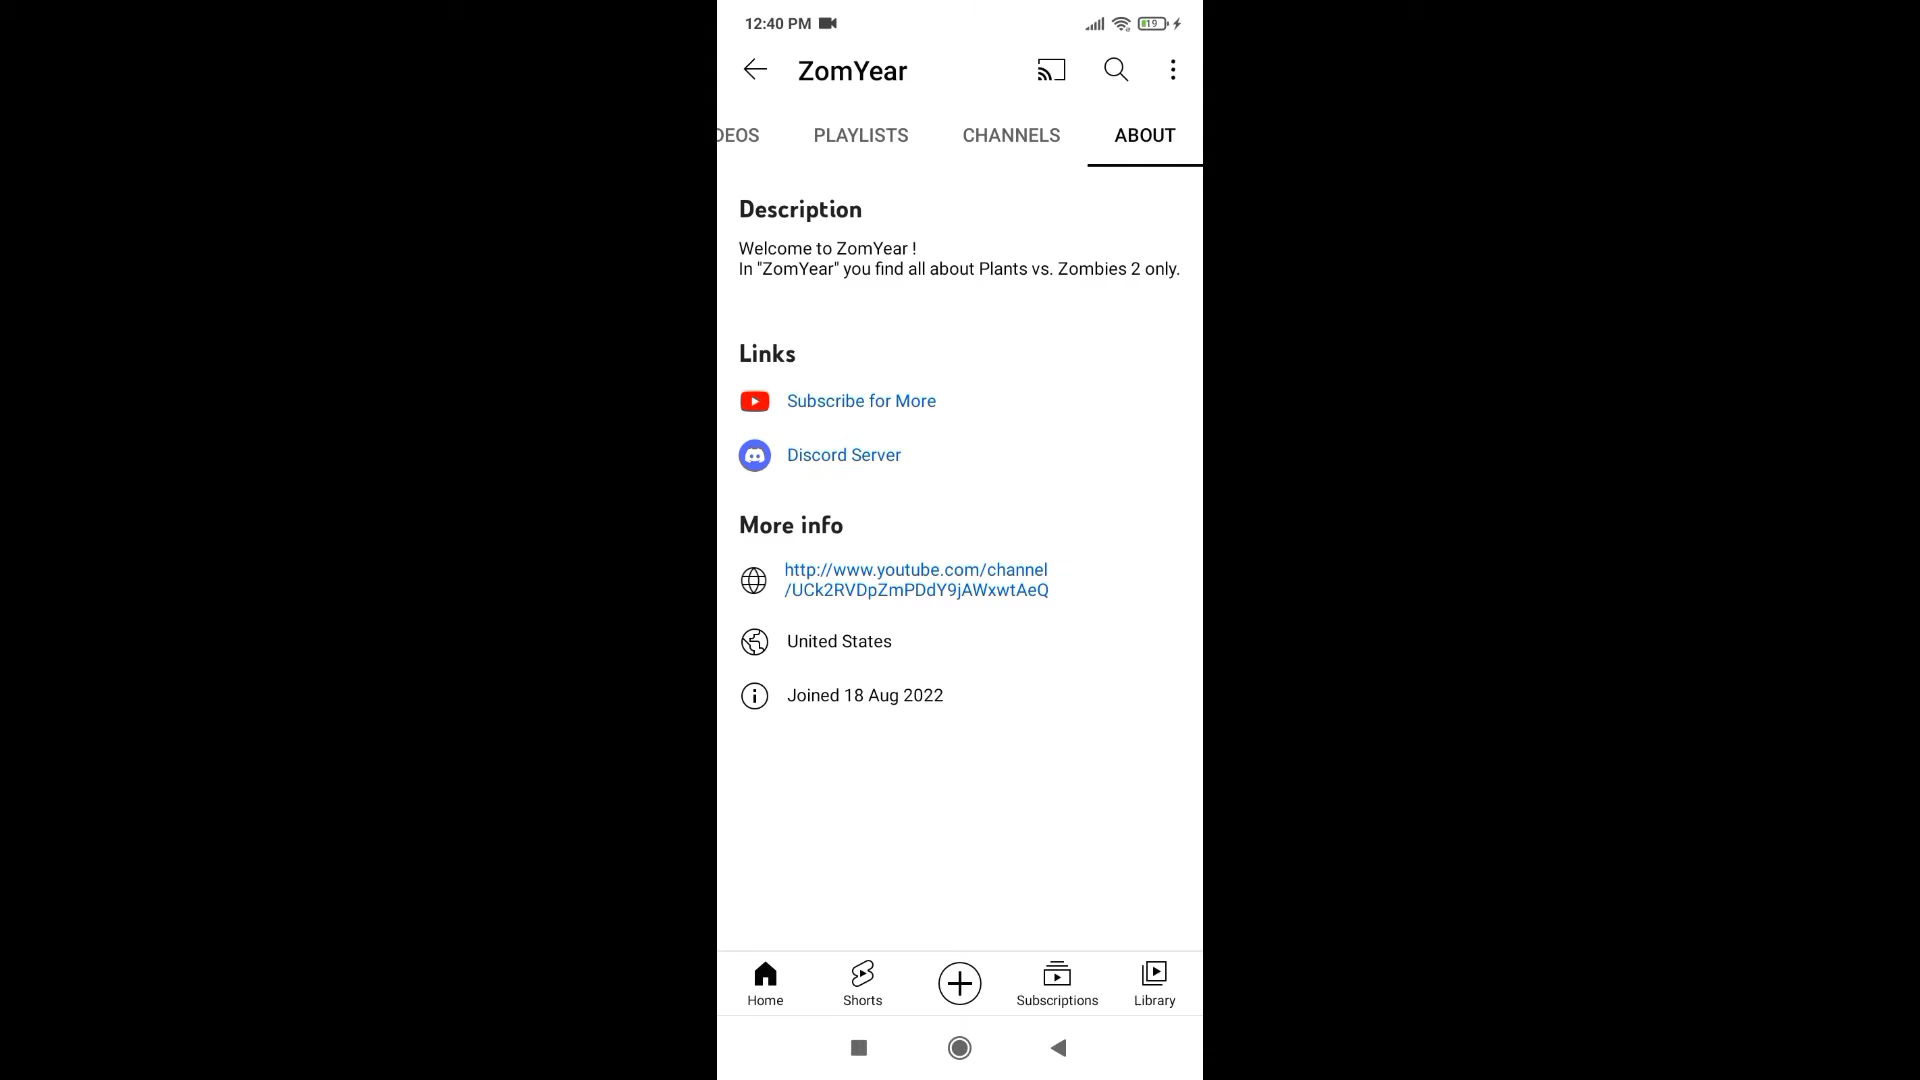 12:40 PM
19
ZomYear
DEOS PLAYLISTS CHANNELS ABOUT
Description
Welcome to ZomYear !
In "ZomYear" you find all about Plants vs. Zombies 2 only.
Links
Subscribe for More
Discord Server
More info
http://www.youtube.com/channel
/UCk2RVDpZmPDdY9jAWxwtAeQ
United States
Joined 18 Aug 2022
Home Shorts Subscriptions Library